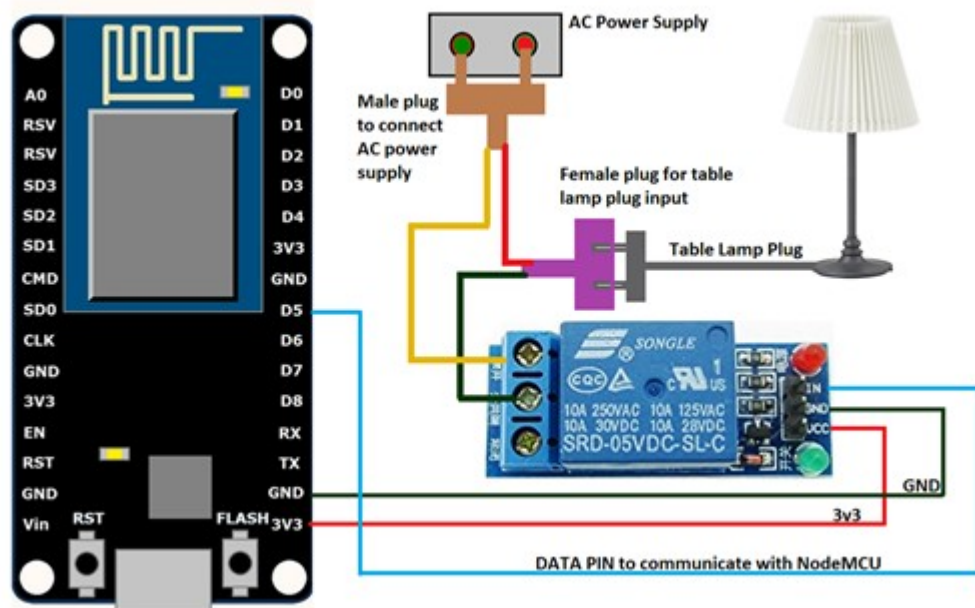 AC Power Supply
Male plug
to connect
AC power
supply
Female plug for table
lamp plug input
Table Lamp Plug
A0
RSV
RSV
SD3
SD2
SD1
CMD
SD0
CLK
GND
3V3
EN
RST
GND
Vin
D0
D1
D2
D3
D4
3V3
GND
D5
D6
D7
D8
RX
TX
GND
3V3
RST
FLASH
SONGLE
®
CQC
c UL US
1
10A 250VAC 10A 125VAC
10A 30VDC 10A 28VDC
SRD-05VDC-SL-C
IN
GND
VCC
开关
GND
3v3
DATA PIN to communicate with NodeMCU